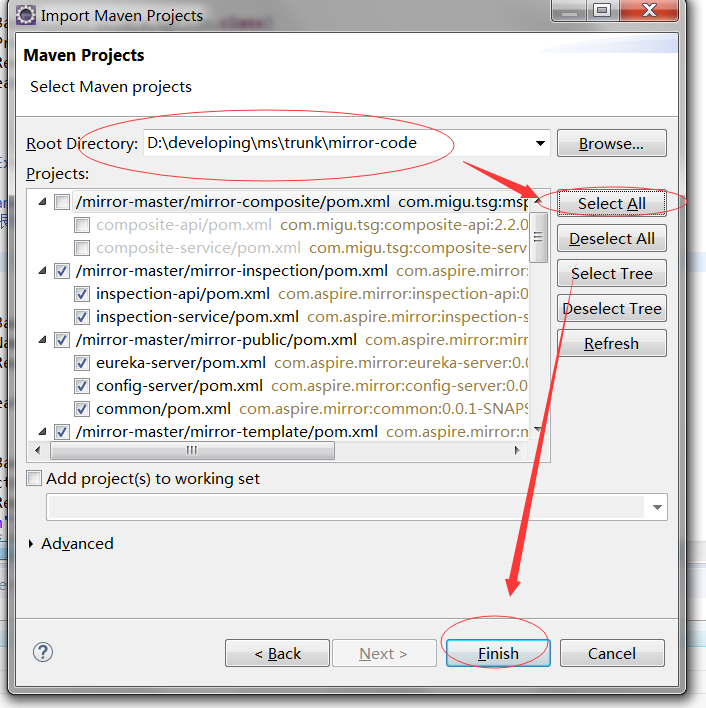 Import Maven Projects
Maven Projects
Select Maven projects
Root Directory: D:\developing\ms\trunk\mirror-code Browse...
Projects:
/mirror-master/mirror-composite/pom.xml com.migu.tsg:msp Select All
composite-api/pom.xml com.migu.tsg:composite-api:2.2.0
Deselect All
composite-service/pom.xml com.migu.tsg:composite-serv
/mirror-master/mirror-inspection/pom.xml com.aspire.mirror: Select Tree
inspection-api/pom.xml com.aspire.mirror:inspection-api:0
Deselect Tree
inspection-service/pom.xml com.aspire.mirror:inspection-s
/mirror-master/mirror-public/pom.xml com.aspire.mirror:mirr Refresh
eureka-server/pom.xml com.aspire.mirror:eureka-server:0.
config-server/pom.xml com.aspire.mirror:config-server:0.0
common/pom.xml com.aspire.mirror:common:0.0.1-SNAPS
/mirror-master/mirror-template/pom.xml com.aspire.mirror:m
Add project(s) to working set
Advanced
? < Back Next > Finish Cancel